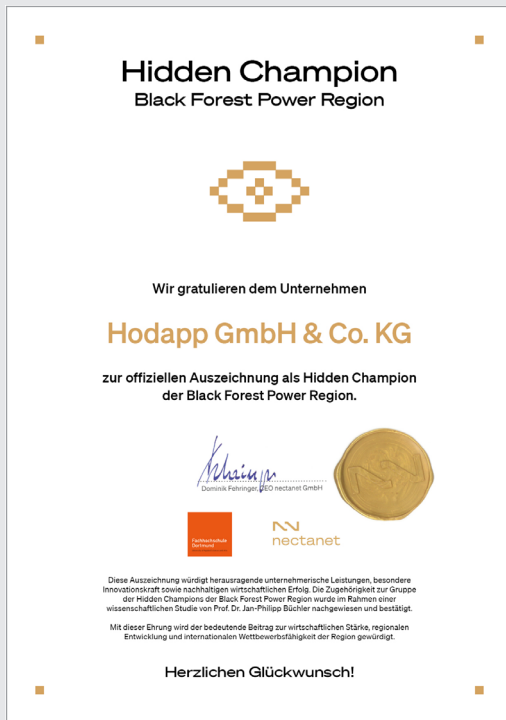 Hidden Champion
Black Forest Power Region
Wir gratulieren dem Unternehmen
Hodapp GmbH & Co. KG
zur offiziellen Auszeichnung als Hidden Champion
der Black Forest Power Region.
Dominik Fehringer, CEO nectanet GmbH
Fachhochschule
Dortmund
nectanet
Diese Auszeichnung würdigt herausragende unternehmerische Leistungen, besondere
Innovationskraft sowie nachhaltigen wirtschaftlichen Erfolg. Die Zugehörigkeit zur Gruppe
der Hidden Champions der Black Forest Power Region wurde im Rahmen einer
wissenschaftlichen Studie von Prof. Dr. Jan-Philipp Büchler nachgewiesen und bestätigt.
Mit dieser Ehrung wird der bedeutende Beitrag zur wirtschaftlichen Stärke, regionalen
Entwicklung und internationalen Wettbewerbsfähigkeit der Region gewürdigt.
Herzlichen Glückwunsch!